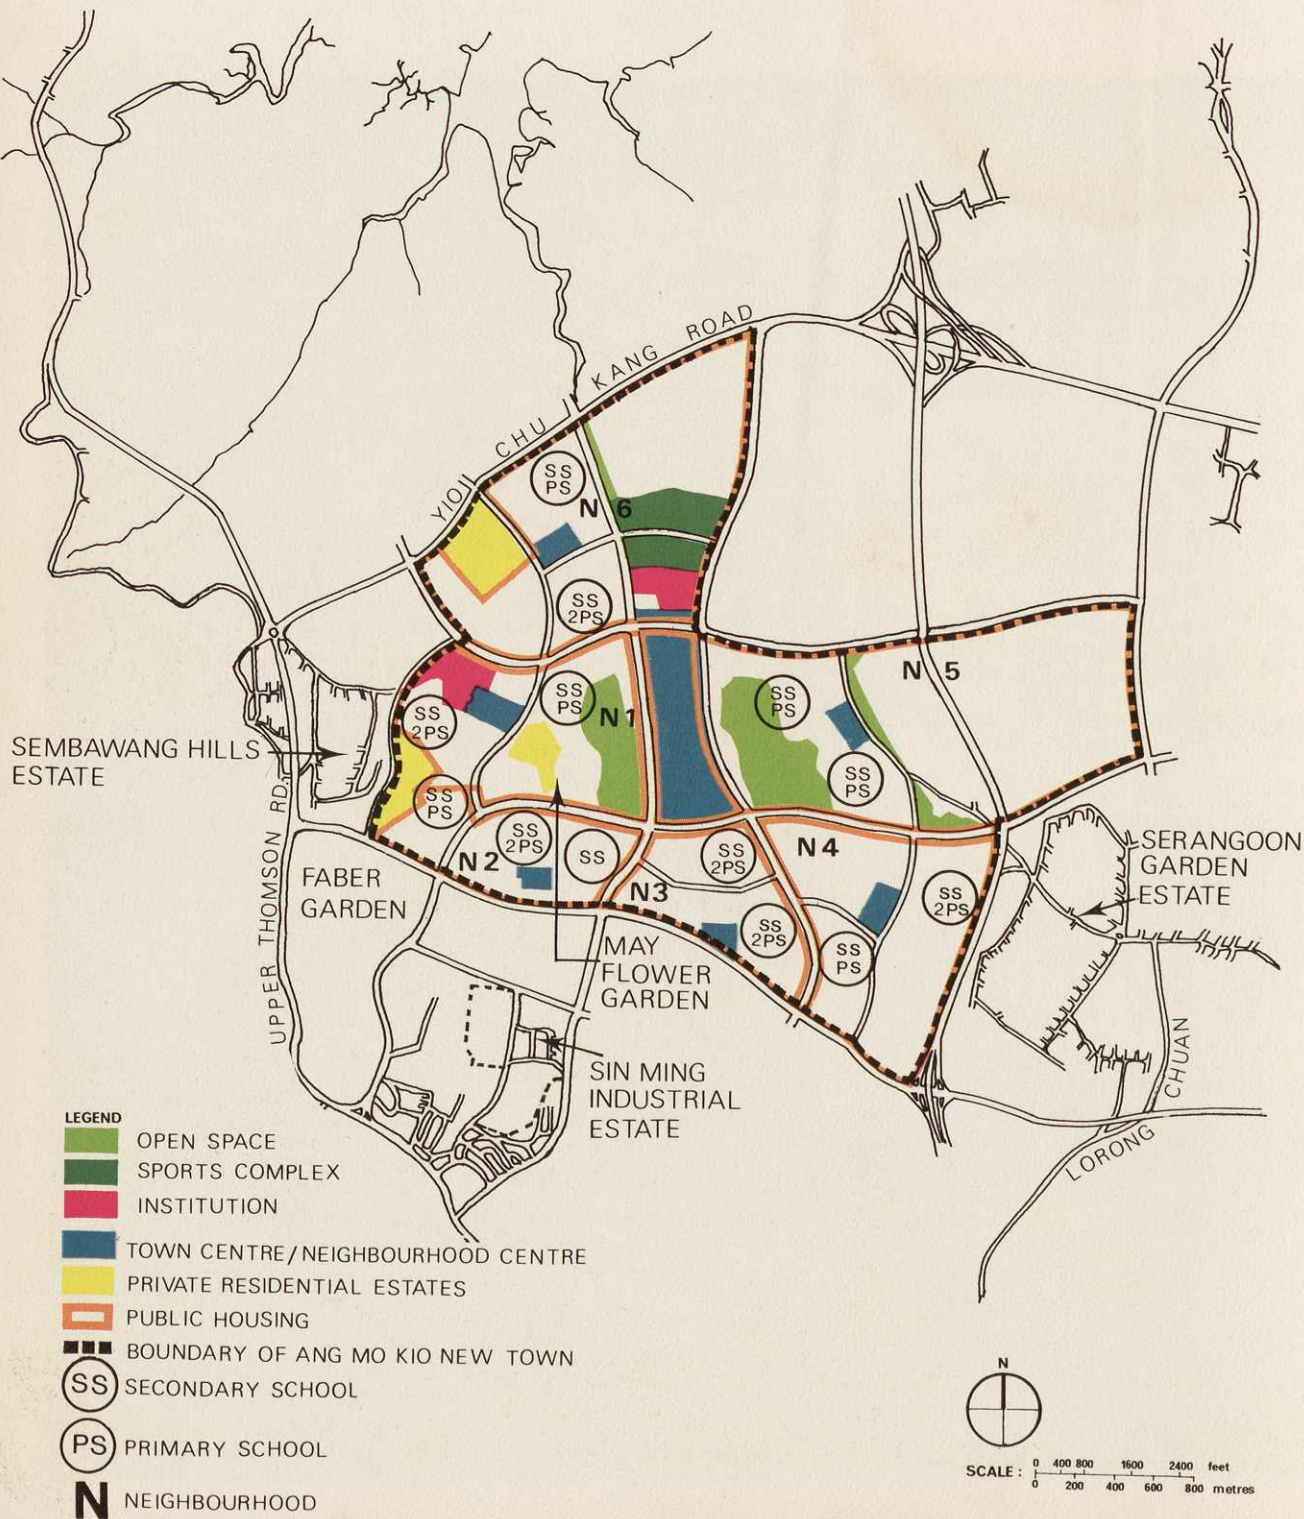 YIO CHU KANG ROAD
SS
PS
N 6
SS
2PS
N 5
SS
PS
N1
SS
PS
SS
2PS
SEMBAWANG HILLS
ESTATE
SS
PS
SS
PS
UPPER THOMSON RD.
N2
SS
2PS
SS
SS
2PS
N4
SERANGOON
GARDEN
ESTATE
FABER
GARDEN
N3
SS
2PS
SS
2PS
SS
PS
MAY
FLOWER
GARDEN
SIN MING
INDUSTRIAL
ESTATE
LORONG CHUAN
LEGEND
OPEN SPACE
SPORTS COMPLEX
INSTITUTION
TOWN CENTRE/NEIGHBOURHOOD CENTRE
PRIVATE RESIDENTIAL ESTATES
PUBLIC HOUSING
BOUNDARY OF ANG MO KIO NEW TOWN
SS SECONDARY SCHOOL
PS PRIMARY SCHOOL
N NEIGHBOURHOOD
N
SCALE :
0 400 800 1600 2400 feet
0 200 400 600 800 metres